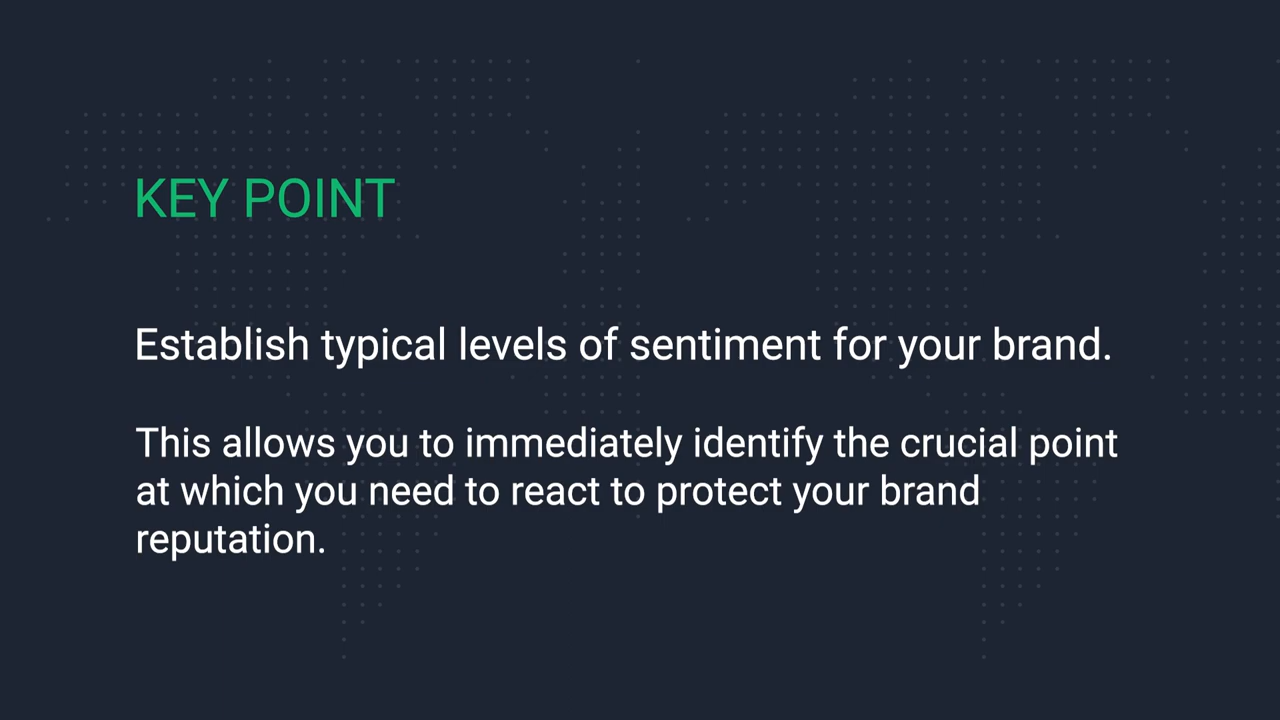 KEY POINT
Establish typical levels of sentiment for your brand.
This allows you to immediately identify the crucial point
at which you need to react to protect your brand
reputation.